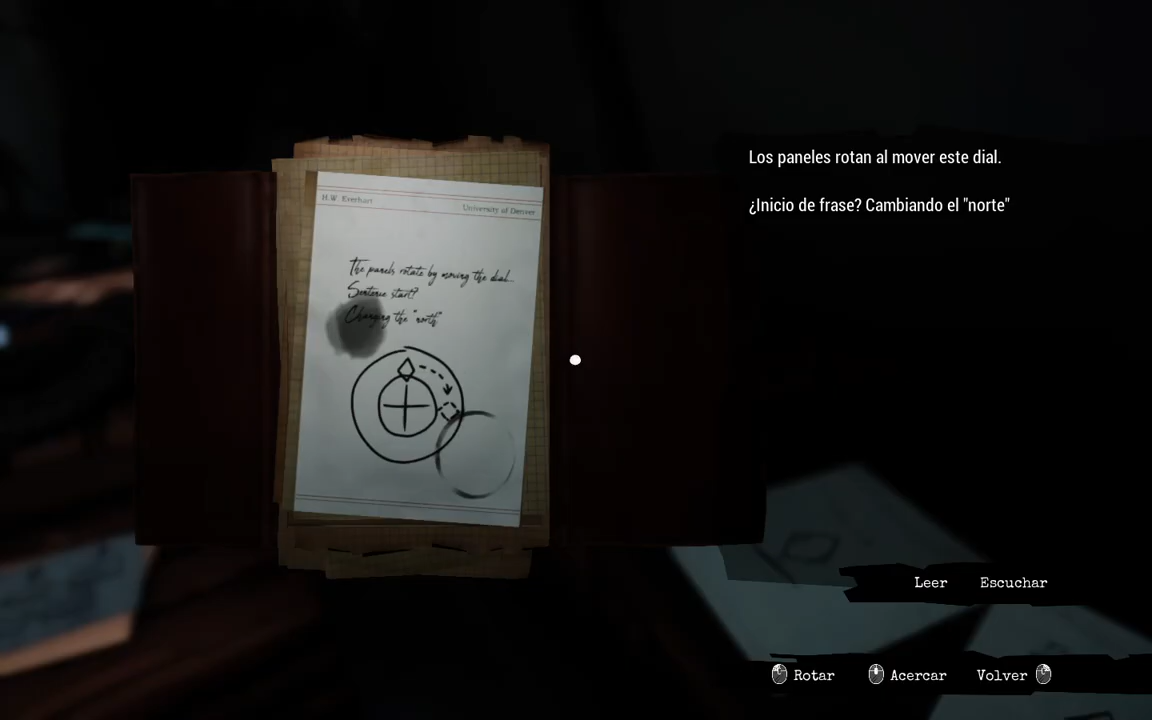 H.W. Everhart
University of Denver
The panels rotate by moving the dial.
Sentence start?
Changing the "north"
Los paneles rotan al mover este dial.
¿Inicio de frase? Cambiando el "norte"
Leer
Escuchar
Rotar
Acercar
Volver